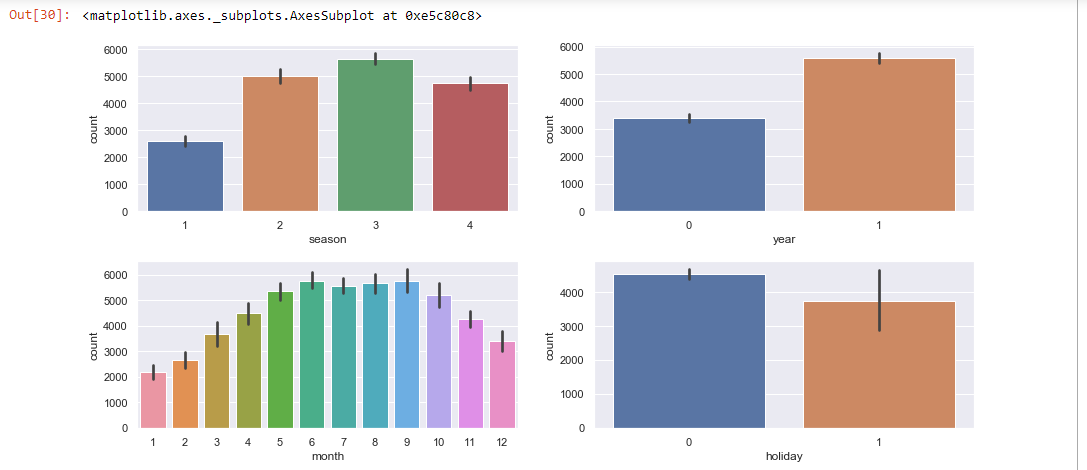 Out[30]: <matplotlib.axes._subplots.AxesSubplot at 0xe5c80c8>
6000
5000
4000
3000
2000
1000
0
count
1 2 3 4
season
6000
5000
4000
3000
2000
1000
0
count
0 1
year
6000
5000
4000
3000
2000
1000
0
count
1 2 3 4 5 6 7 8 9 10 11 12
month
4000
3000
2000
1000
0
count
0 1
holiday